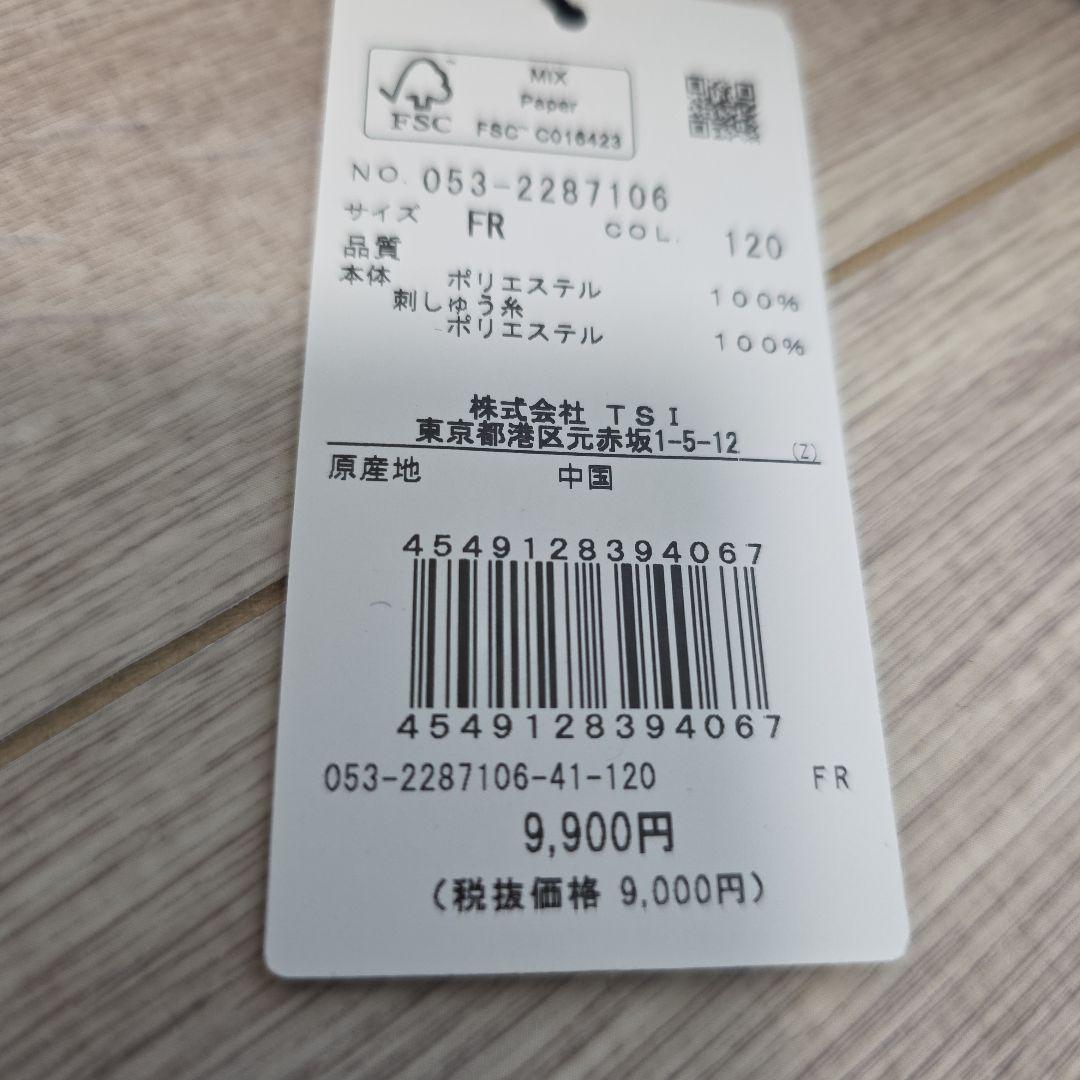 FSC
MIX
Paper
FSC™ C016423
NO. 053-2287106
サイズ FR COL. 120
品質
本体 ポリエステル 100%
刺しゅう糸
ポリエステル 100%
株式会社 TSI
東京都港区元赤坂1-5-12 (Z)
原産地 中国
4549128394067
4549128394067
053-2287106-41-120 FR
9,900円
(税抜価格 9,000円)